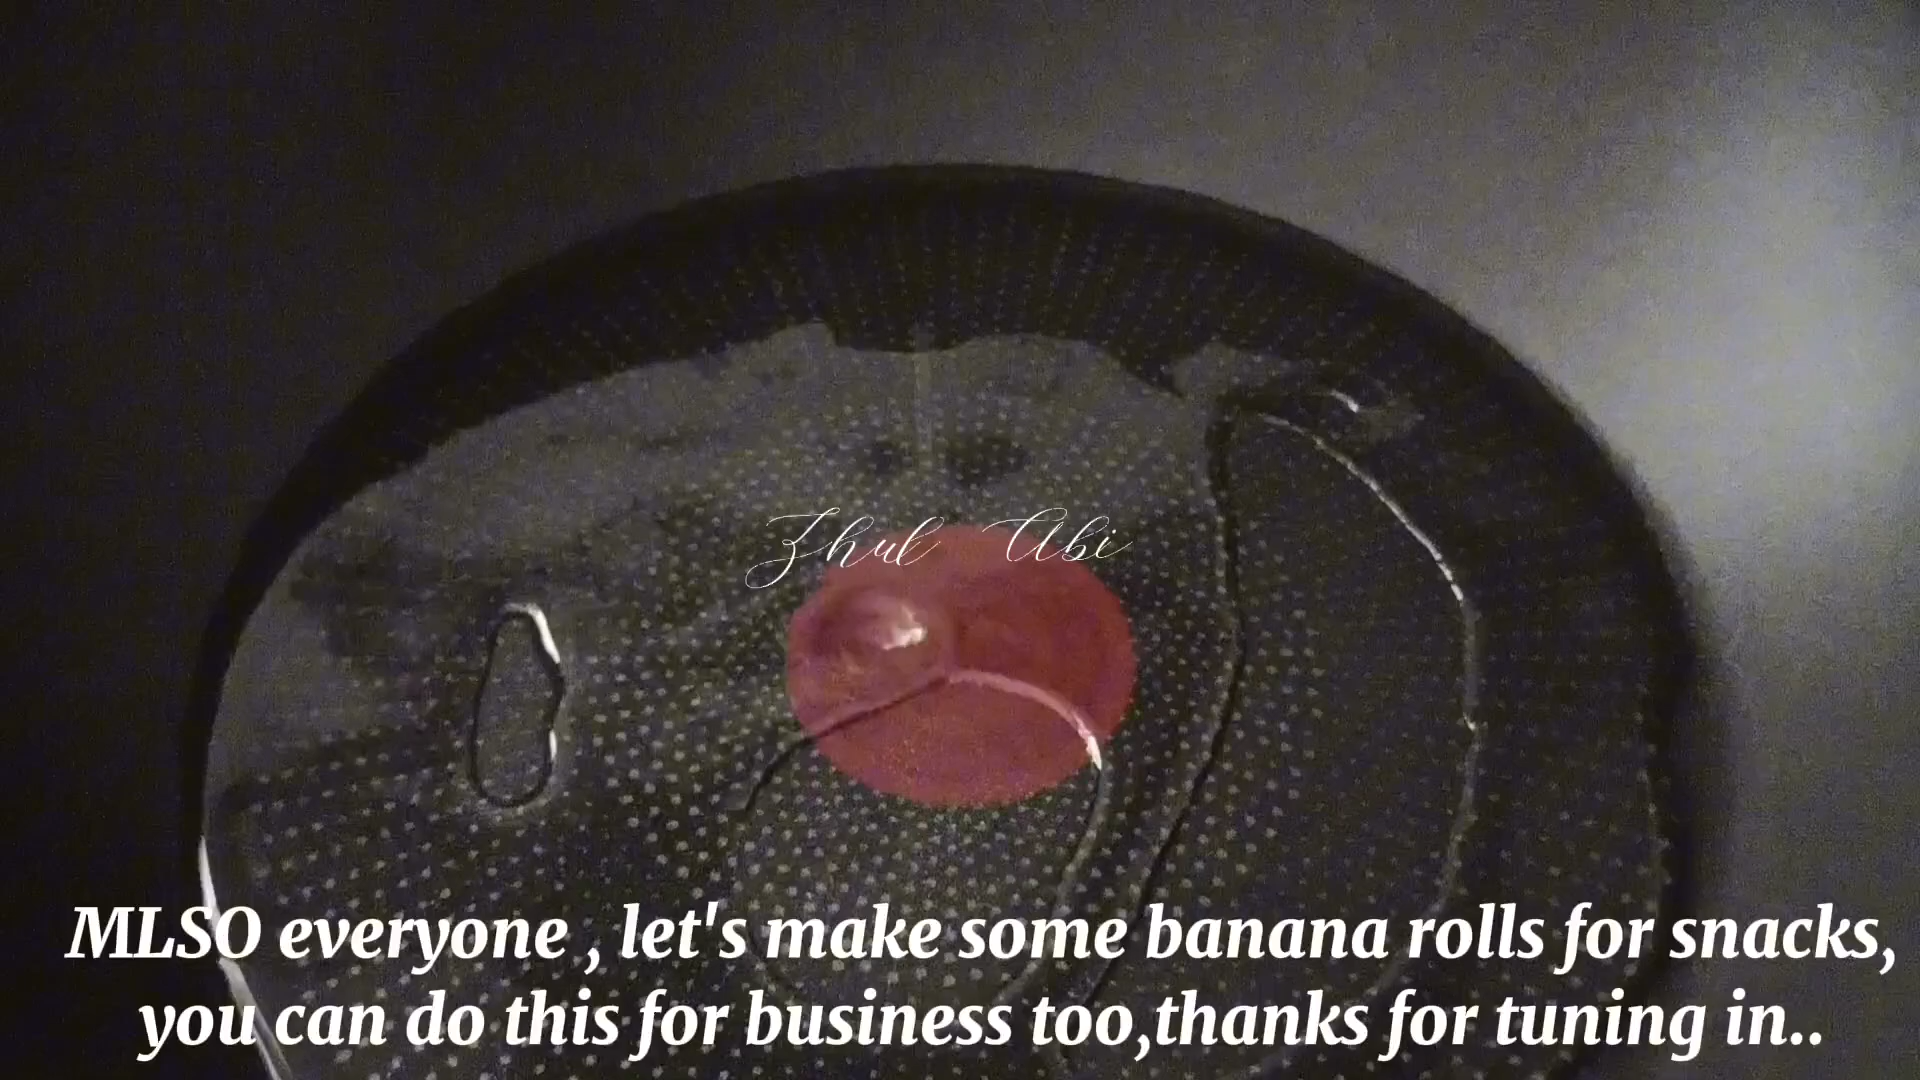 Zhul Abi
MLSO everyone , let's make some banana rolls for snacks,
you can do this for business too,thanks for tuning in..